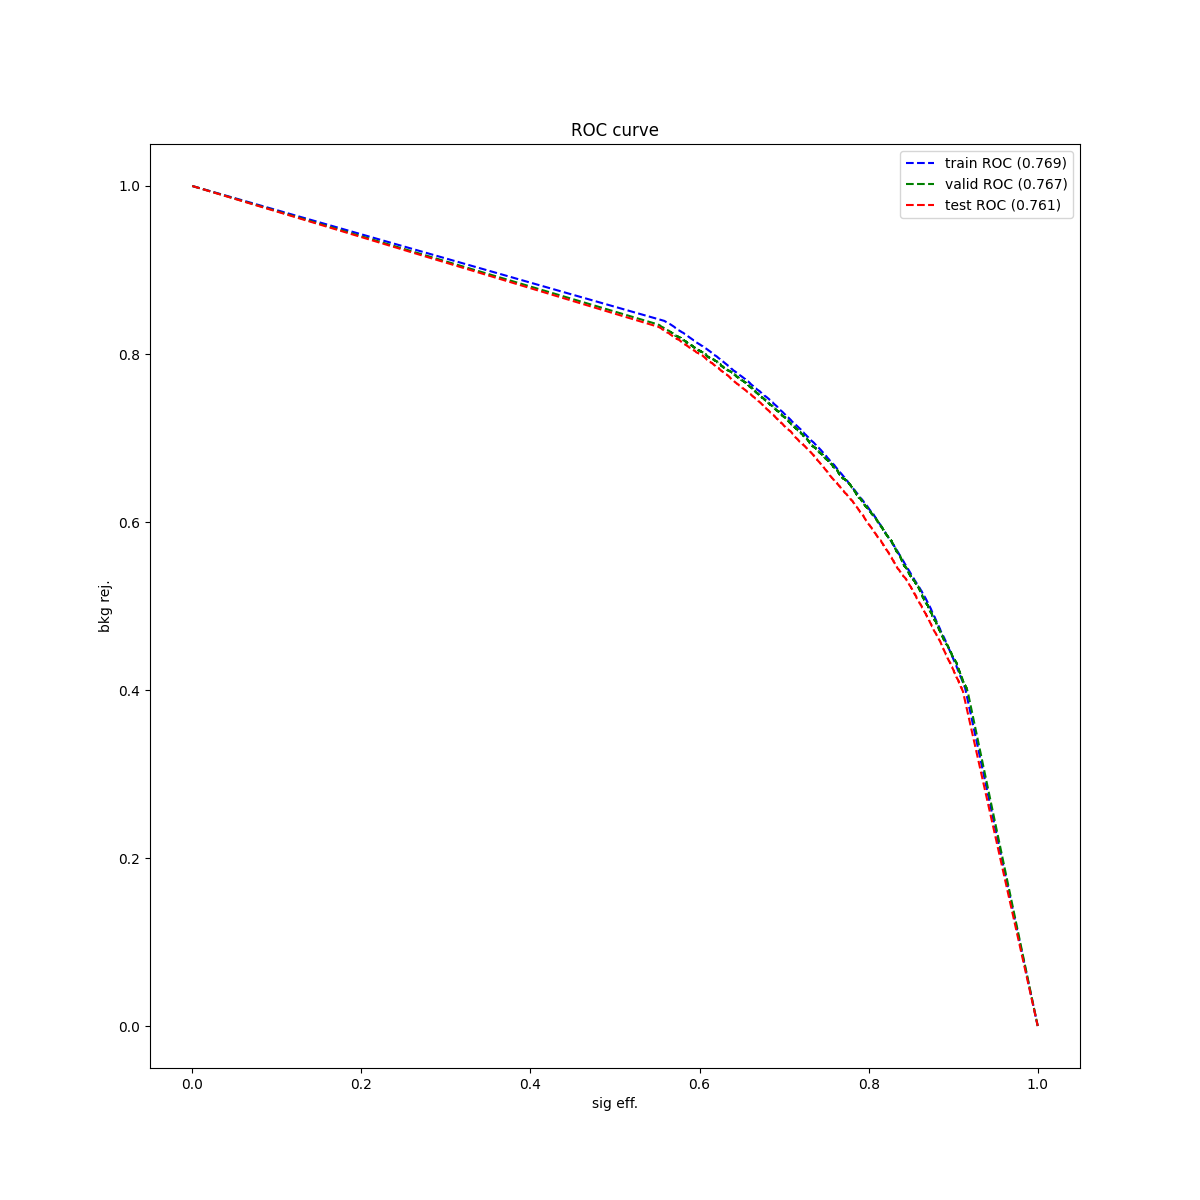 ROC curve
train ROC (0.769)
valid ROC (0.767)
test ROC (0.761)
1.0
0.8
0.6
0.4
0.2
0.0
bkg rej.
0.0 0.2 0.4 0.6 0.8 1.0
sig eff.